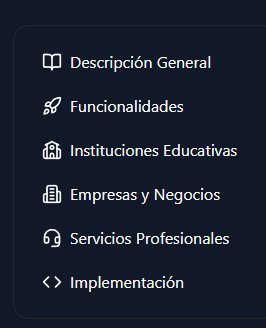 Descripción General
Funcionalidades
Instituciones Educativas
Empresas y Negocios
Servicios Profesionales
Implementación